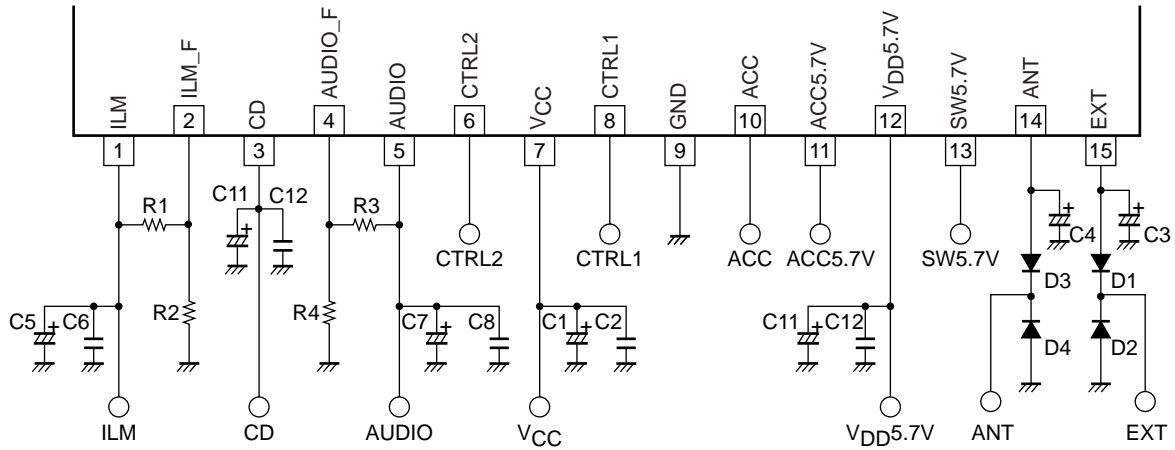 ILM
ILM_F
CD
AUDIO_F
AUDIO
CTRL2
VCC
CTRL1
GND
ACC
ACC5.7V
VDD5.7V
SW5.7V
ANT
EXT
1
2
3
4
5
6
7
8
9
10
11
12
13
14
15
C11
C12
R1
R3
C4
C3
CTRL2
CTRL1
ACC
ACC5.7V
SW5.7V
D3
D1
C5
C6
R2
R4
C7
C8
C1
C2
C11
C12
D4
D2
ILM
CD
AUDIO
VCC
VDD5.7V
ANT
EXT
+
+
+
+
+
+
+